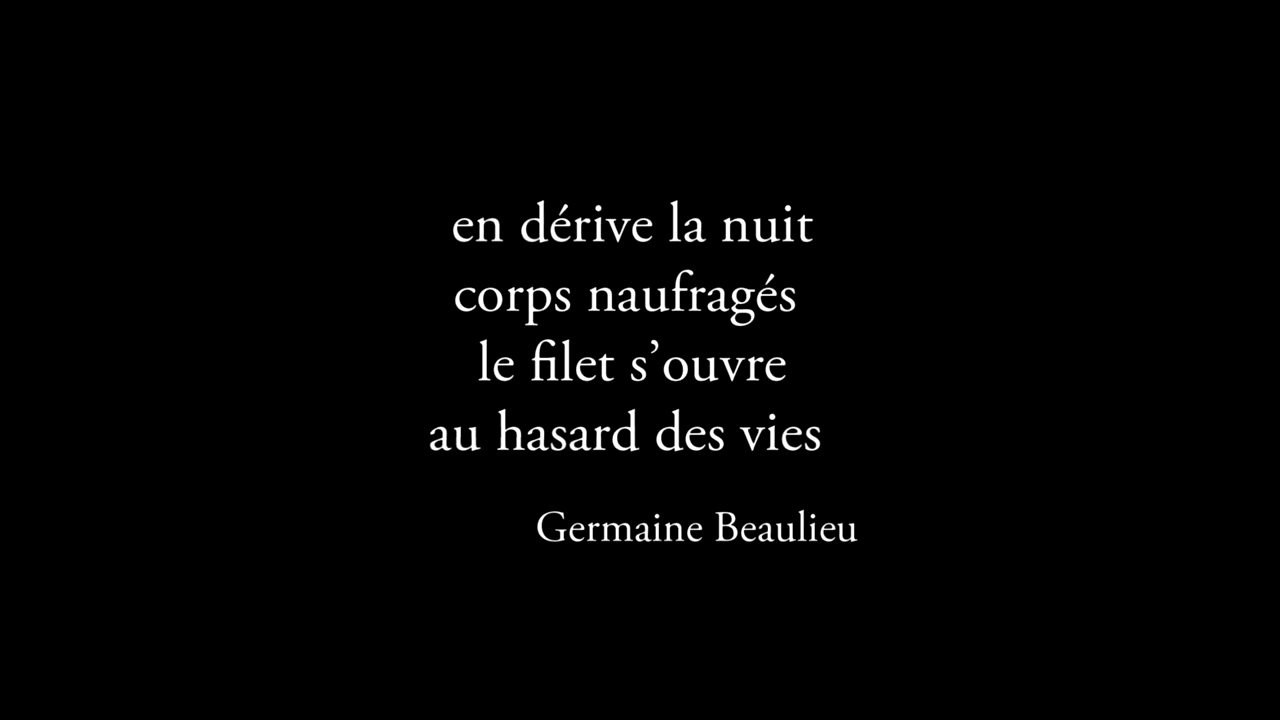 en dérive la nuit
corps naufragés
le filet s’ouvre
au hasard des vies
Germaine Beaulieu